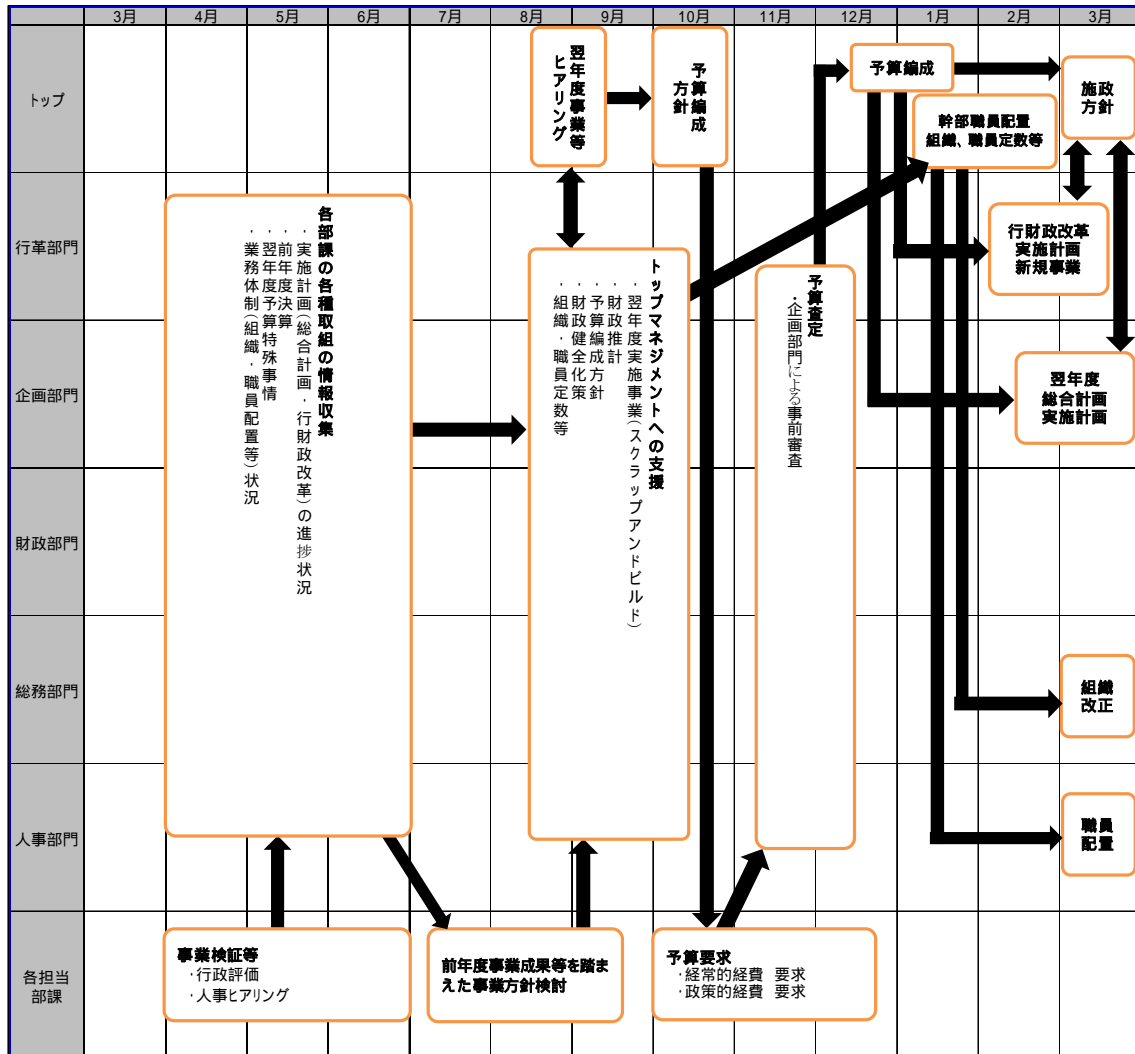 3月
4月
5月
6月
7月
8月
9月
10月
11月
12月
1月
2月
3月
トップ
翌年度事業等
ヒアリング
予算編成
方針
予算編成
幹部職員配置
組織、職員定数等
施政
方針
行革部門
各部課の各種取組の情報収集
・実施計画(総合計画・行財政改革)の進捗状況
・前年度決算
・翌年度予算特殊事情
・業務体制(組織・職員配置等)状況
トップマネジメントへの支援
・翌年度実施事業(スクラップアンドビルド)
・財政推計
・予算編成方針
・財政健全化策
・組織・職員定数等
予算査定
・企画部門による事前審査
行財政改革
実施計画
新規事業
企画部門
翌年度
総合計画
実施計画
財政部門
総務部門
組織
改正
人事部門
職員
配置
各担当
部課
事業検証等
・行政評価
・人事ヒアリング
前年度事業成果等を踏ま
えた事業方針検討
予算要求
・経常的経費 要求
・政策的経費 要求